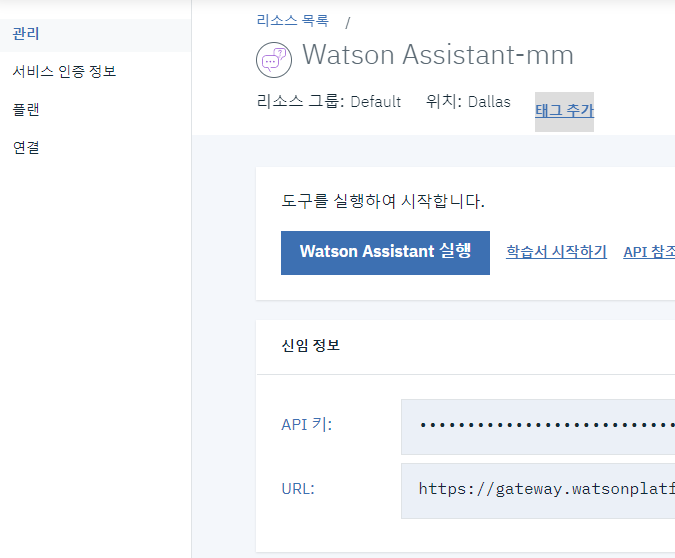 관리
서비스 인증 정보
플랜
연결
리소스 목록 /
Watson Assistant-mm
리소스 그룹: Default 위치: Dallas 태그 추가
도구를 실행하여 시작합니다.
Watson Assistant 실행 학습서 시작하기 API 참조
신임 정보
API 키: ••••••••••••••••••••••••••••
URL: https://gateway.watsonplatf